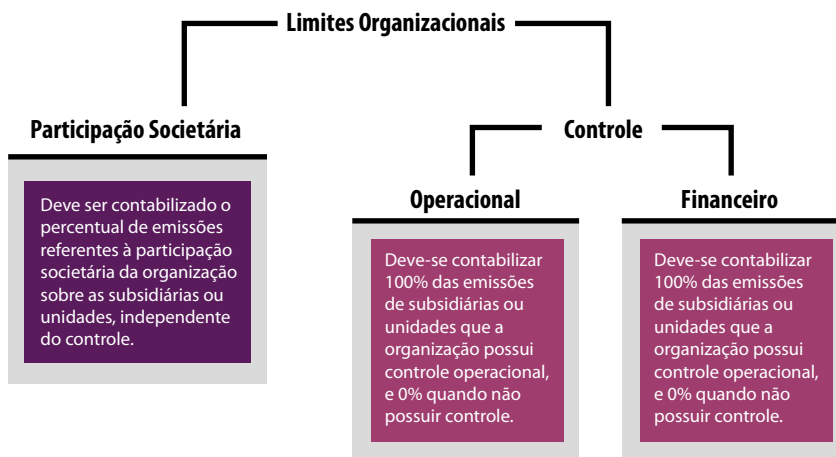 Limites Organizacionais
Participação Societária
Deve ser contabilizado o
percentual de emissões
referentes à participação
societária da organização
sobre as subsidiárias ou
unidades, independente
do controle.
Controle
Operacional
Deve-se contabilizar
100% das emissões
de subsidiárias ou
unidades que a
organização possui
controle operacional,
e 0% quando não
possuir controle.
Financeiro
Deve-se contabilizar
100% das emissões
de subsidiárias ou
unidades que a
organização possui
controle operacional,
e 0% quando não
possuir controle.